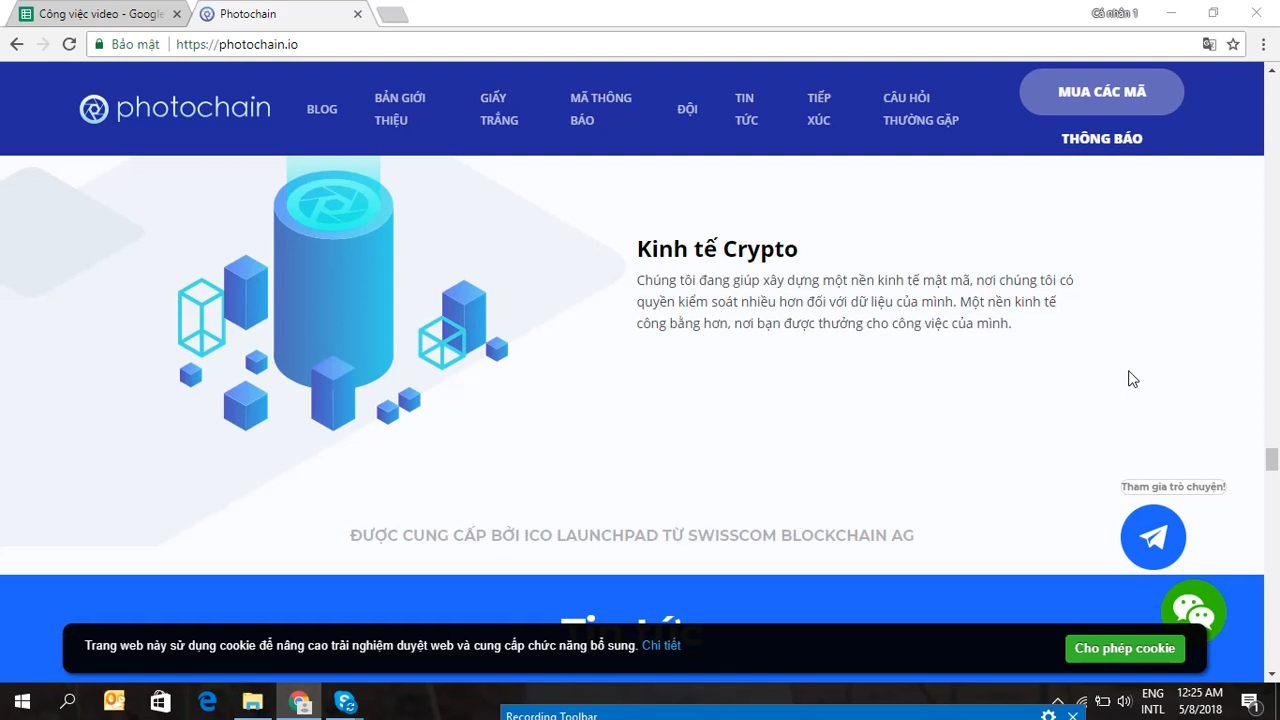 Công việc video - Google
Photochain
Cá nhân 1
Bảo mật
https://photochain.io
photochain
BLOG
BẢN GIỚI
THIỆU
GIẤY
TRẮNG
MÃ THÔNG
BÁO
ĐỘI
TIN
TỨC
TIẾP
XÚC
CÂU HỎI
THƯỜNG GẶP
MUA CÁC MÃ
THÔNG BÁO
Kinh tế Crypto
Chúng tôi đang giúp xây dựng một nền kinh tế mật mã, nơi chúng tôi có
quyền kiểm soát nhiều hơn đối với dữ liệu của mình. Một nền kinh tế
công bằng hơn, nơi bạn được thưởng cho công việc của mình.
Tham gia trò chuyện!
ĐƯỢC CUNG CẤP BỞI ICO LAUNCHPAD TỪ SWISSCOM BLOCKCHAIN AG
Tin tức
Trang web này sử dụng cookie để nâng cao trải nghiệm duyệt web và cung cấp chức năng bổ sung. Chi tiết
Cho phép cookie
ENG
INTL
12:25 AM
5/8/2018
1
Recording Toolbar